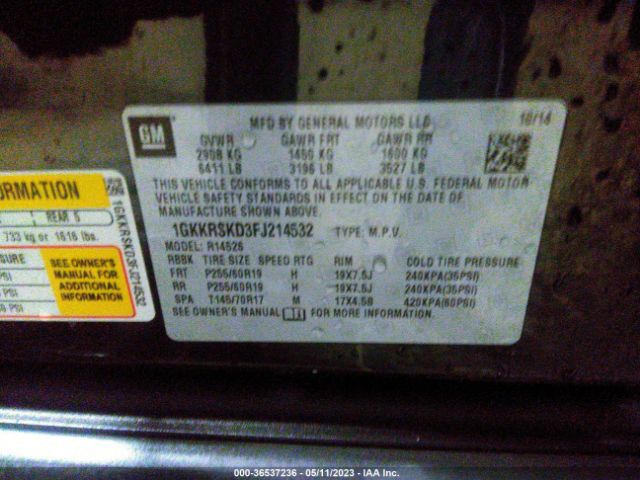 GM
MFD BY GENERAL MOTORS LLC 10/14
GVWR GAWR FRT GAWR RR
2908 KG 1450 KG 1600 KG
6411 LB 3196 LB 3527 LB
THIS VEHICLE CONFORMS TO ALL APPLICABLE U.S. FEDERAL MOTOR
VEHICLE SAFETY STANDARDS IN EFFECT ON THE DATE OF
MANUFACTURE SHOWN ABOVE.
1GKKRSKD3FJ214532 TYPE: M.P.V.
MODEL: R14526
RBBK TIRE SIZE SPEED RTG RIM COLD TIRE PRESSURE
FRT P255/60R19 H 19X7.5J 240KPA(35PSI)
RR P255/60R19 H 19X7.5J 240KPA(35PSI)
SPA T145/70R17 M 17X4.5B 420KPA(60PSI)
SEE OWNER'S MANUAL FOR MORE INFORMATION.
ORMATION
REAR 5
733 kg or 1616 lbs.
SEE OWNER'S
MANUAL FOR
ADDITIONAL
INFORMATION
PSI
PSI
1GKKRSKD3FJ214532
000-36537236 - 05/11/2023 - IAA Inc.